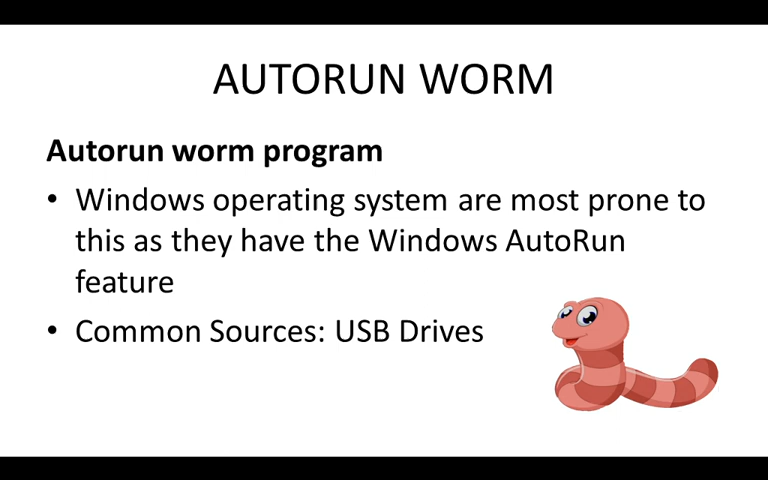 AUTORUN WORM
Autorun worm program
• Windows operating system are most prone to
this as they have the Windows AutoRun
feature
• Common Sources: USB Drives